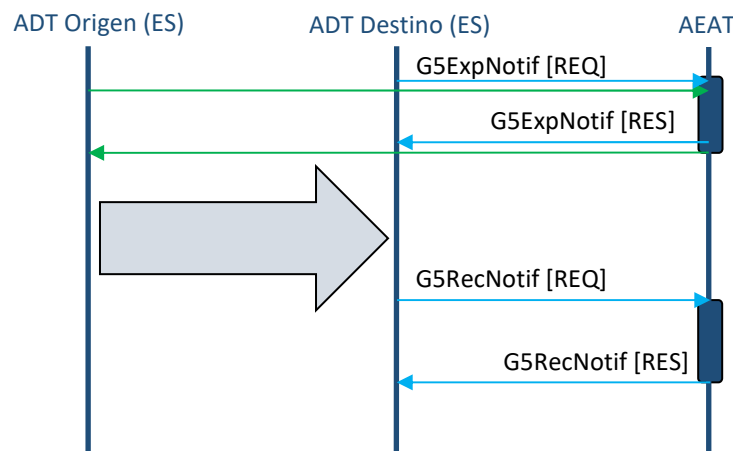 ADT Origen (ES) ADT Destino (ES) AEAT
G5ExpNotif [REQ]
G5ExpNotif [RES]
G5RecNotif [REQ]
G5RecNotif [RES]